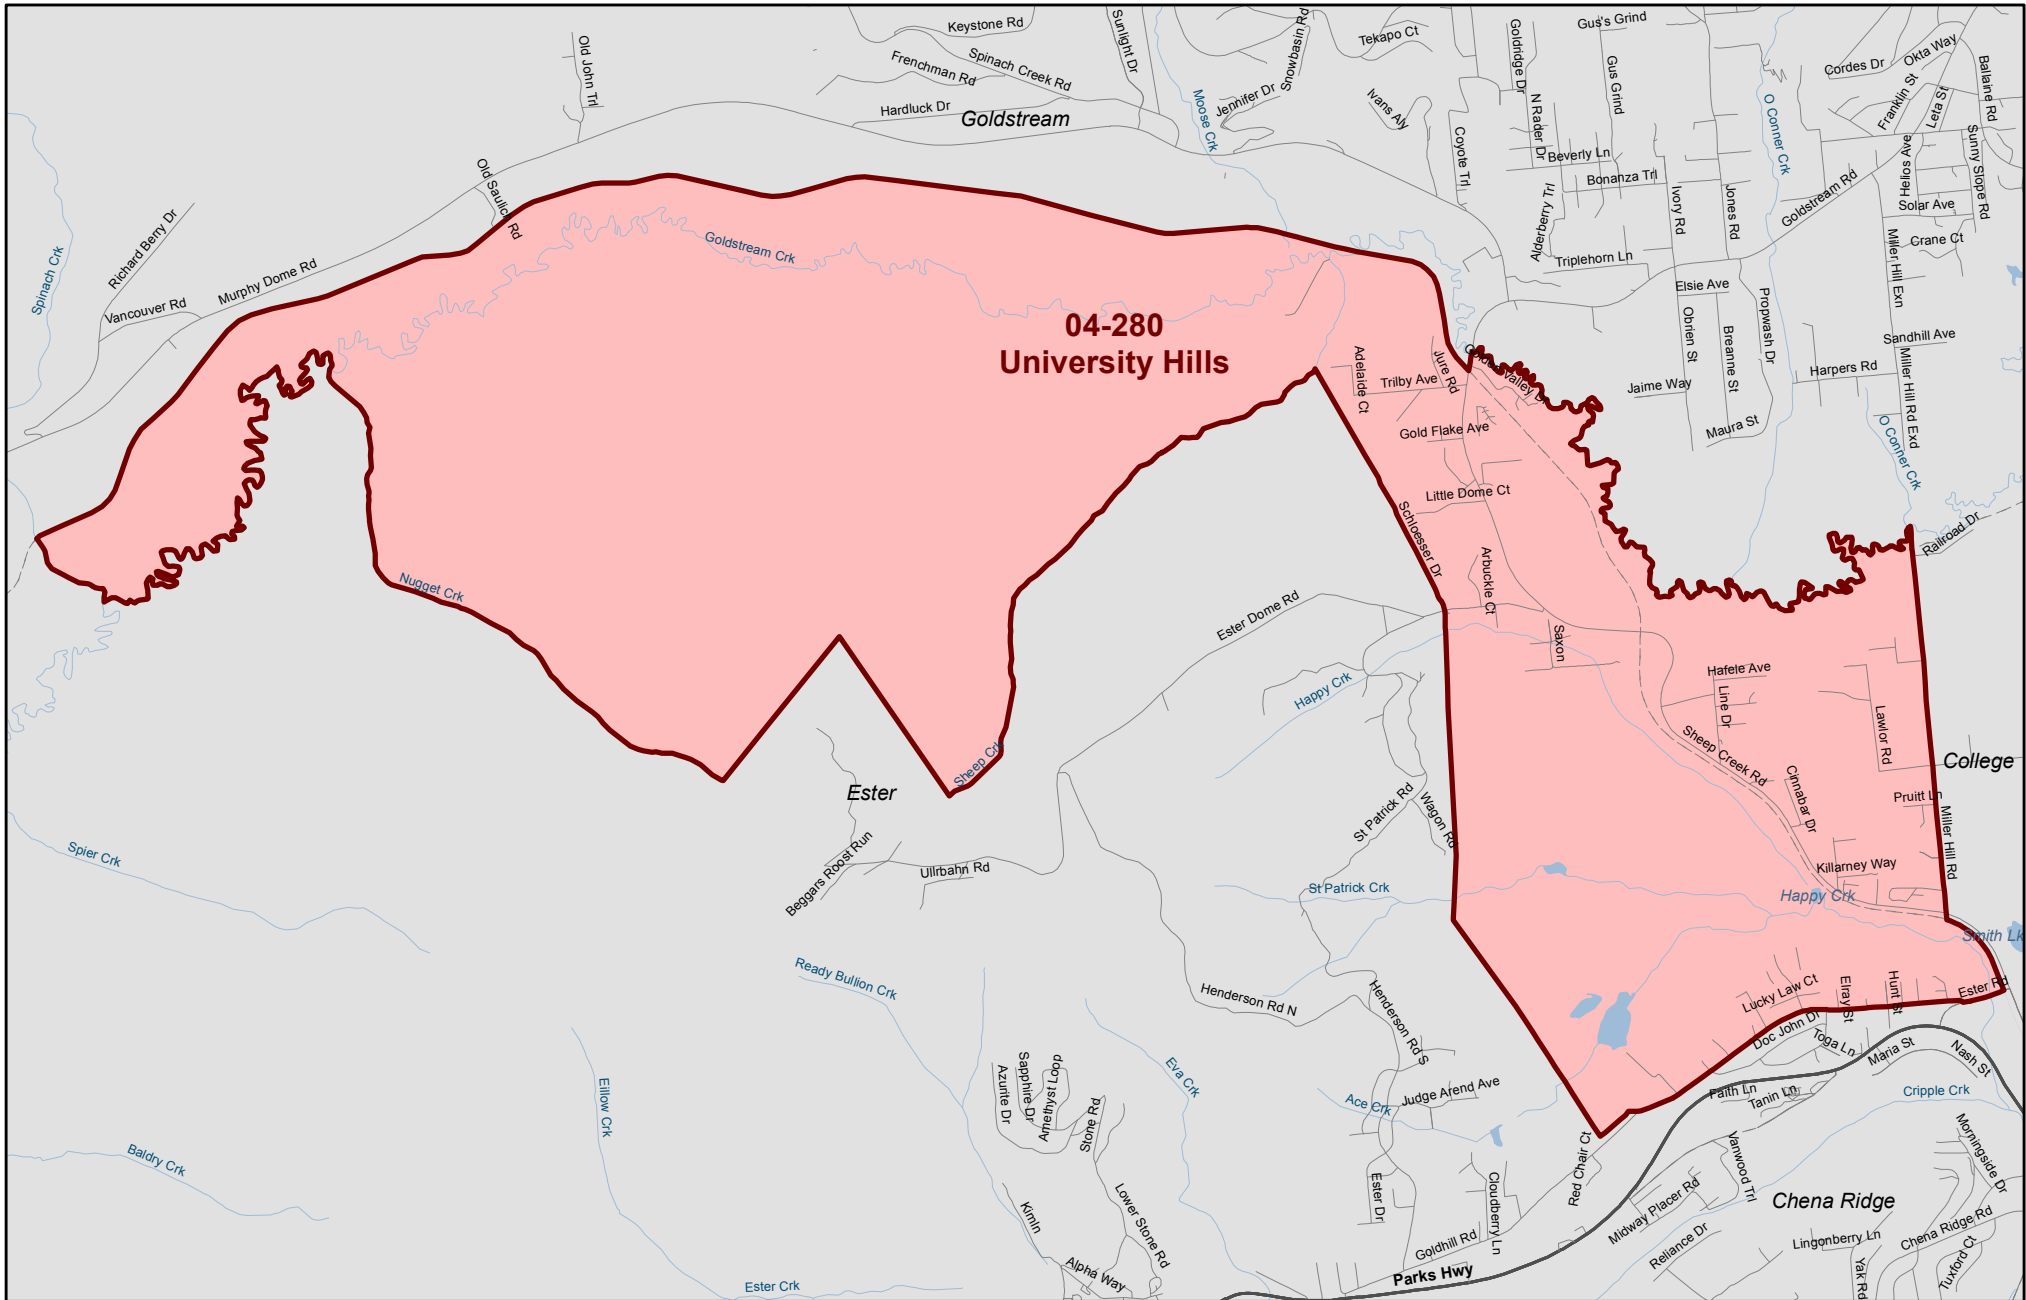 Keystone Rd
Sunlight Dr
Snowbasin Rd
Tekapo Ct
Goldridge Dr
Gus's Grind
Old John Trl
Spinach Creek Rd
Frenchman Rd
Hardluck Dr
Goldstream
Moose Crk
Jennifer Dr
Ivans Aly
Coyote Trl
N Rader Dr
Gus Grind
Beverly Ln
Bonanza Trl
O Conner Crk
Cordes Dr
Okta Way
Franklin St
Leta St
Ballaine Rd
Sunny Slope Rd
Helios Ave
Solar Ave
Crane Ct
Goldstream Rd
Jones Rd
Ivory Rd
Alderberry Trl
Triplehorn Ln
Miller Hill Exn
Old Saulich Rd
Richard Berry Dr
Spinach Crk
Vancouver Rd
Murphy Dome Rd
Goldstream Crk
04-280
University Hills
Elsie Ave
Obrien St
Breanne St
Propwash Dr
Sandhill Ave
Harpers Rd
Miller Hill Rd Exd
Jaime Way
Maura St
O Conner Crk
Railroad Dr
Adelaide Ct
Trilby Ave
Jure Rd
Golden Valley Dr
Gold Flake Ave
Little Dome Ct
Schloesser Dr
Arbuckle Ct
Nugget Crk
Ester Dome Rd
Saxon
Happy Crk
Hafele Ave
Line Dr
Lawlor Rd
Sheep Creek Rd
College
Cinnabar Dr
Pruitt Ln
Miller Hill Rd
Killarney Way
Happy Crk
Smith Lk
Sheep Crk
Ester
St Patrick Rd
Wagon Rd
Beggars Roost Run
Ullrbahn Rd
St Patrick Crk
Spier Crk
Ready Bullion Crk
Henderson Rd N
Henderson Rd S
Lucky Law Ct
Elray St
Hunt St
Ester Rd
Doc John Dr
Toga Ln
Maria St
Nash St
Faith Ln
Tanin Ln
Cripple Crk
Eillow Crk
Azurite Dr
Sapphire Dr
Amethyst Loop
Stone Rd
Eva Crk
Ace Crk
Judge Arend Ave
Baldry Crk
Kimln
Lower Stone Rd
Alpha Way
Ester Crk
Ester Dr
Cloudberry Ln
Red Chair Ct
Goldhill Rd
Parks Hwy
Vanwood Trl
Midway Placer Rd
Reliance Dr
Chena Ridge
Morningside Dr
Chena Ridge Rd
Lingonberry Ln
Yak Rd
Tuxford Ct